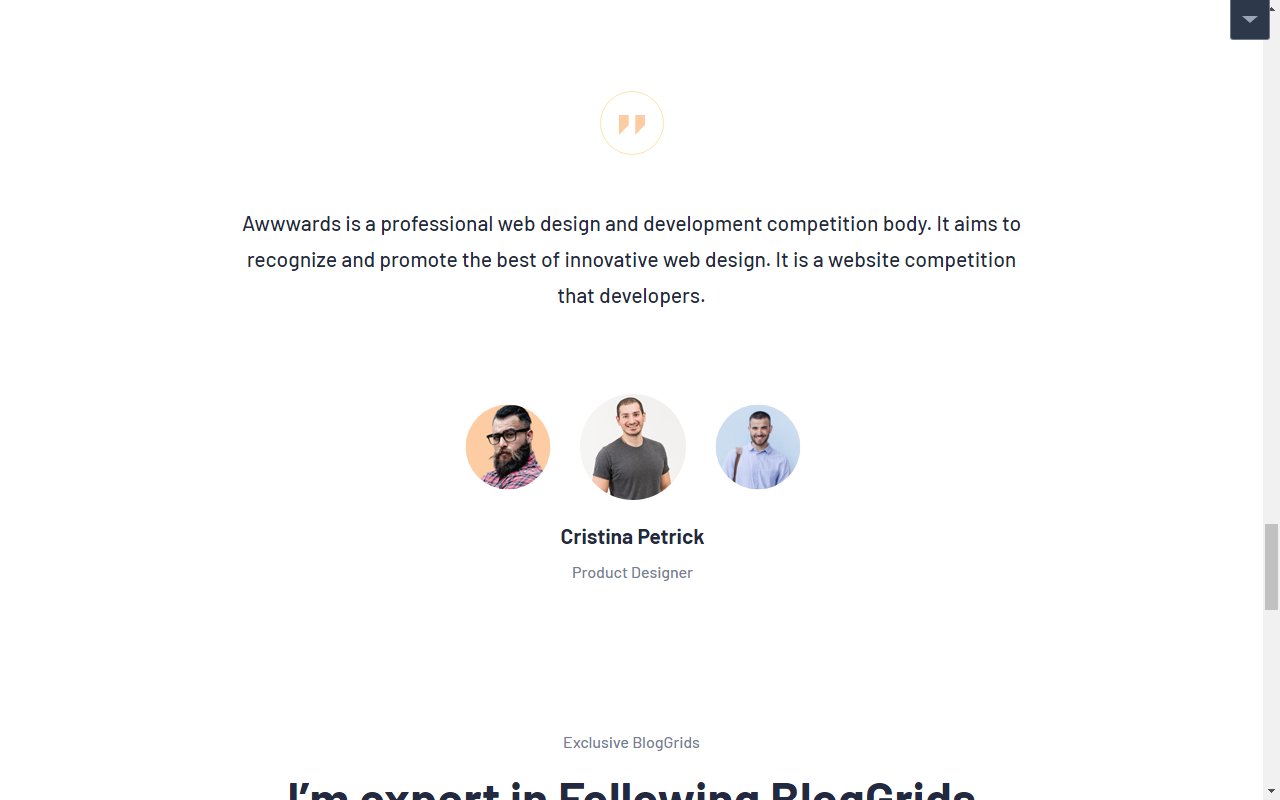 Awwwards is a professional web design and development competition body. It aims to
recognize and promote the best of innovative web design. It is a website competition
that developers.
Cristina Petrick
Product Designer
Exclusive BlogGrids
I’m expert in Following BlogGrids